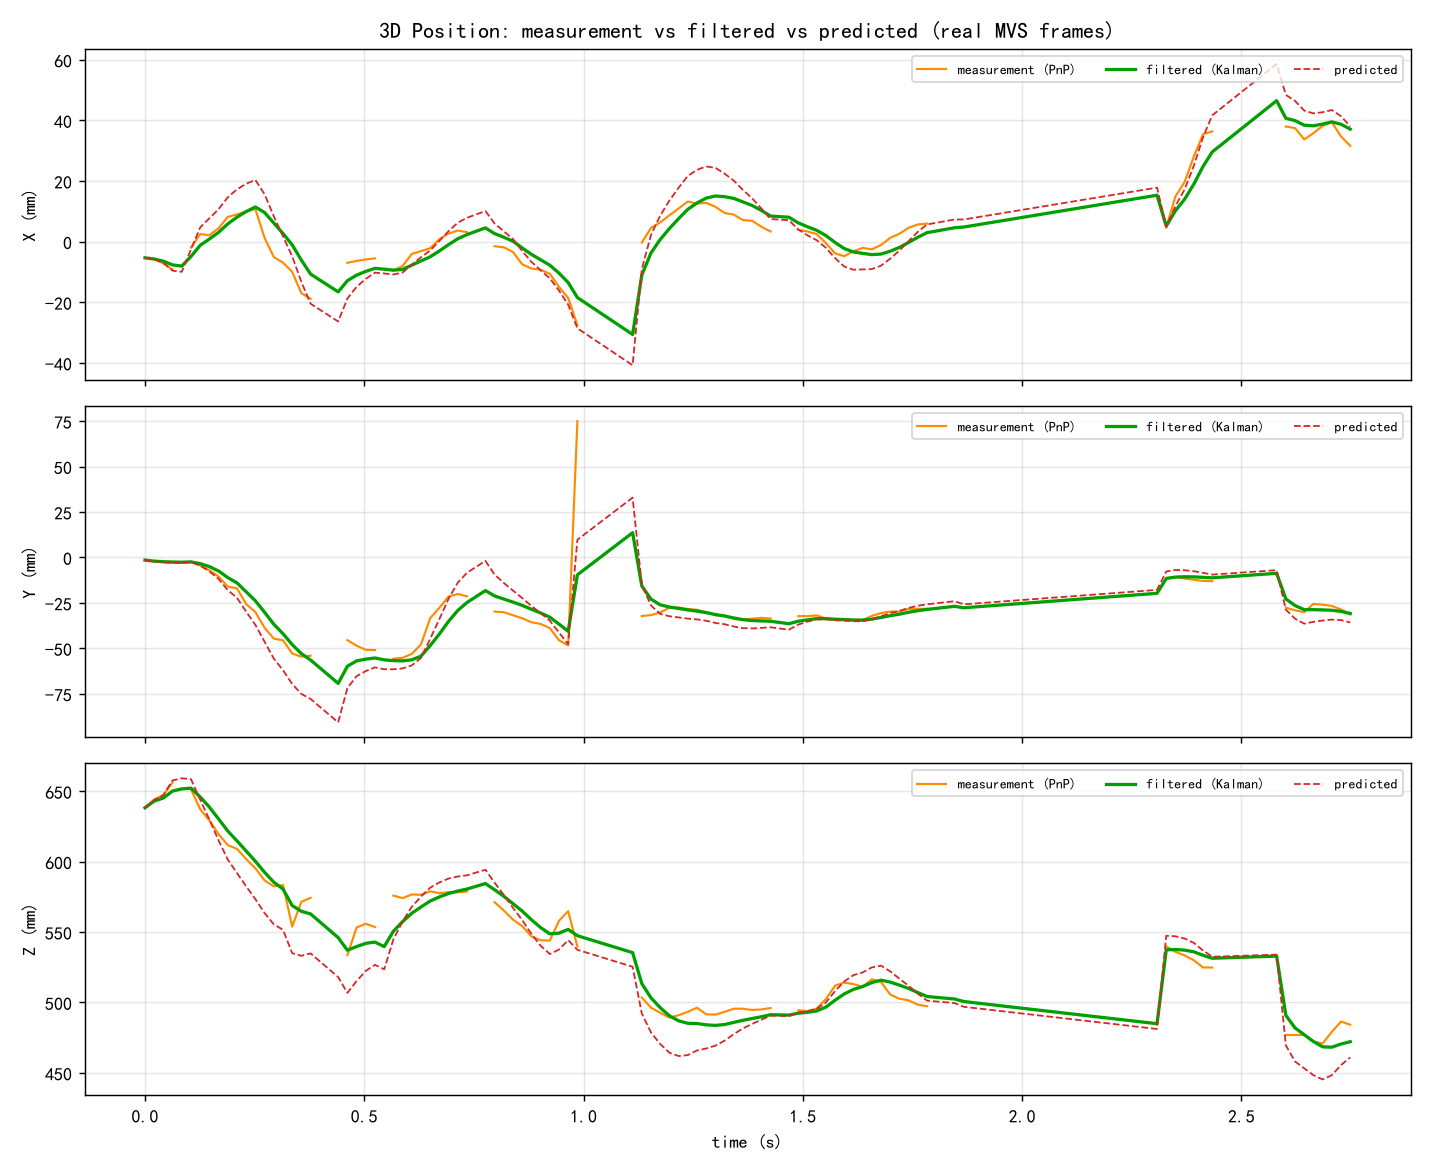 3D Position: measurement vs filtered vs predicted (real MVS frames)
measurement (PnP) filtered (Kalman) predicted
60
40
20
0
−20
−40
X (mm)
measurement (PnP) filtered (Kalman) predicted
75
50
25
0
−25
−50
−75
Y (mm)
measurement (PnP) filtered (Kalman) predicted
650
600
550
500
450
Z (mm)
0.0 0.5 1.0 1.5 2.0 2.5
time (s)